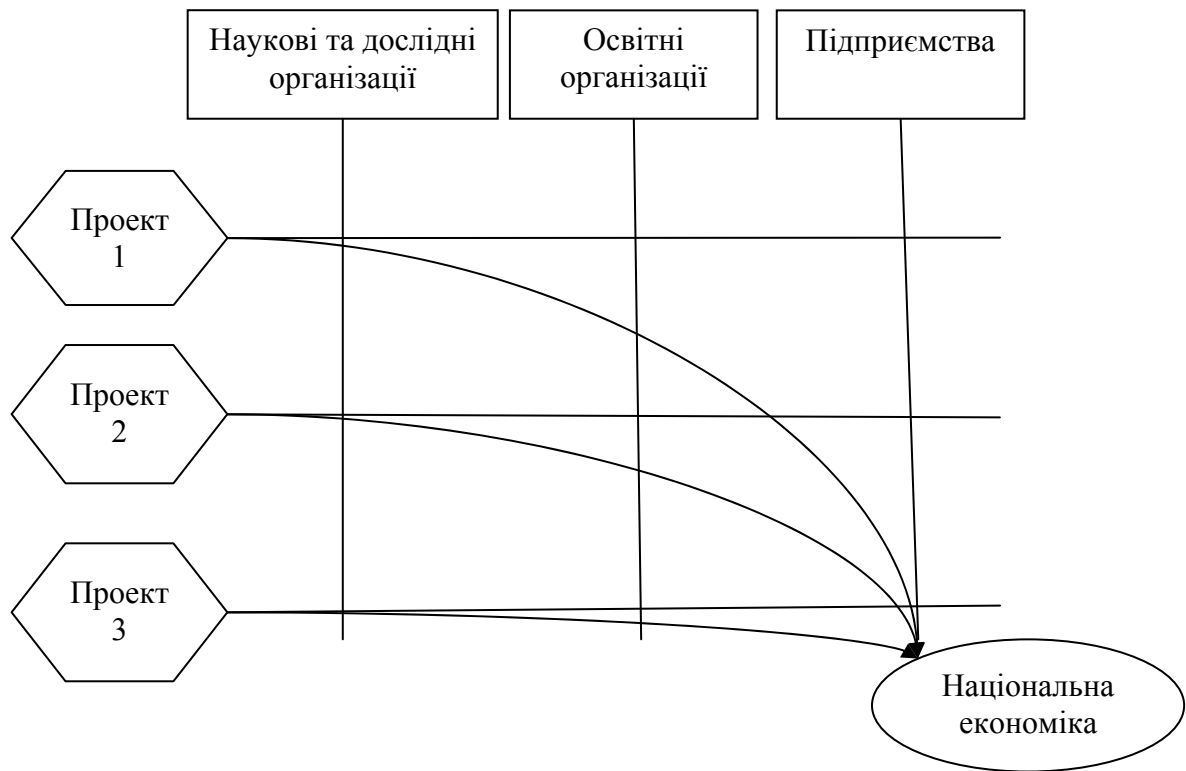 Наукові та дослідні
організації
Освітні
організації
Підприємства
Проект
1
Проект
2
Проект
3
Національна
економіка